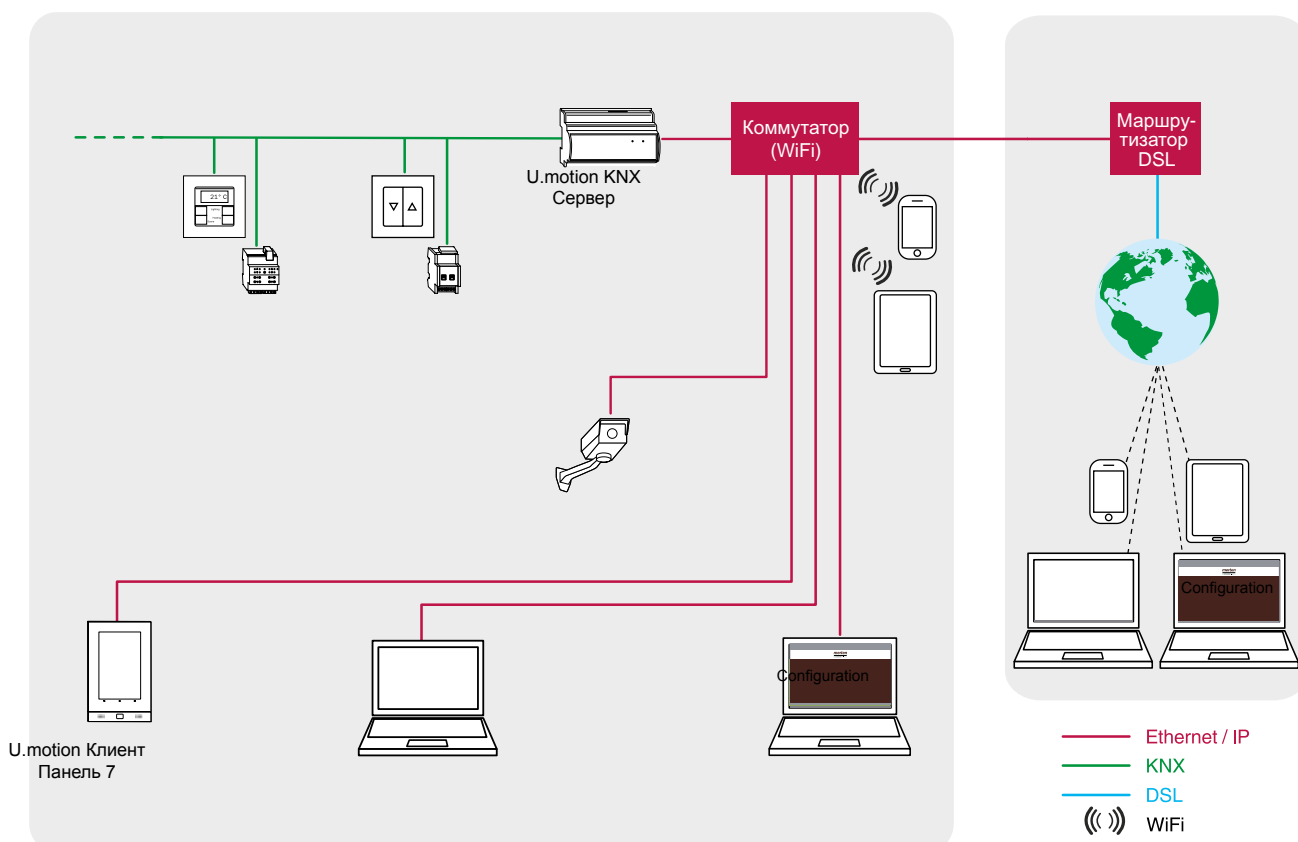 Коммутатор
(WiFi)
Маршру-
тизатор
DSL
U.motion KNX
Сервер
21°C
Configuration
Configuration
U.motion Клиент
Панель 7
Ethernet / IP
KNX
DSL
WiFi